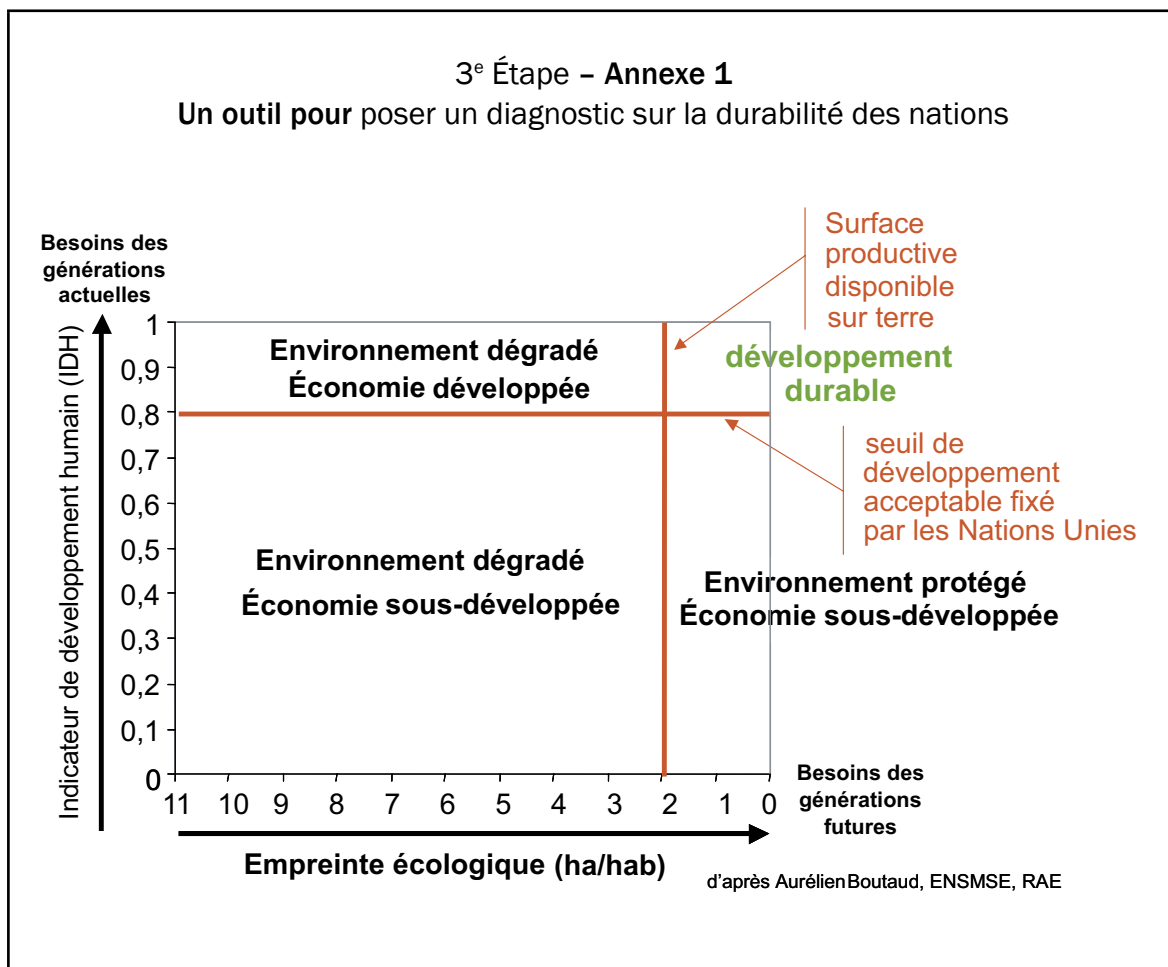 3e Étape – Annexe 1
Un outil pour poser un diagnostic sur la durabilité des nations
Besoins des
générations
actuelles
Indicateur de développement humain (IDH)
1
0,9
0,8
0,7
0,6
0,5
0,4
0,3
0,2
0,1
0
Environnement dégradé
Économie développée
Surface
productive
disponible
sur terre
développement
durable
seuil de
développement
acceptable fixé
par les Nations Unies
Environnement dégradé
Économie sous-développée
Environnement protégé
Économie sous-développée
11 10 9 8 7 6 5 4 3 2 1 0
Besoins des
générations
futures
Empreinte écologique (ha/hab)
d'après Aurélien Boutaud, ENSMSE, RAE